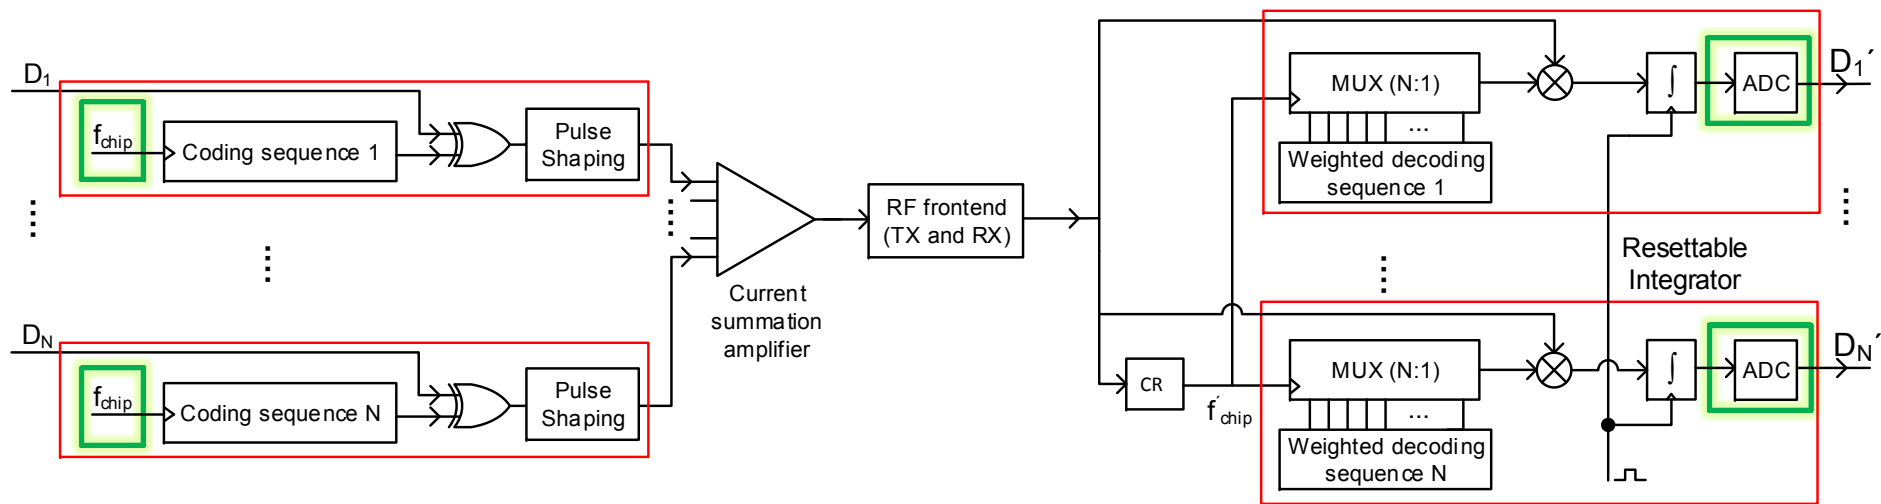 D1
fchip
Coding sequence 1
Pulse
Shaping
DN
fchip
Coding sequence N
Pulse
Shaping
Current
summation
amplifier
RF frontend
(TX and RX)
CR
f′chip
MUX (N:1)
...
Weighted decoding
sequence 1
∫
ADC
D1′
Resettable
Integrator
MUX (N:1)
...
Weighted decoding
sequence N
∫
ADC
DN′